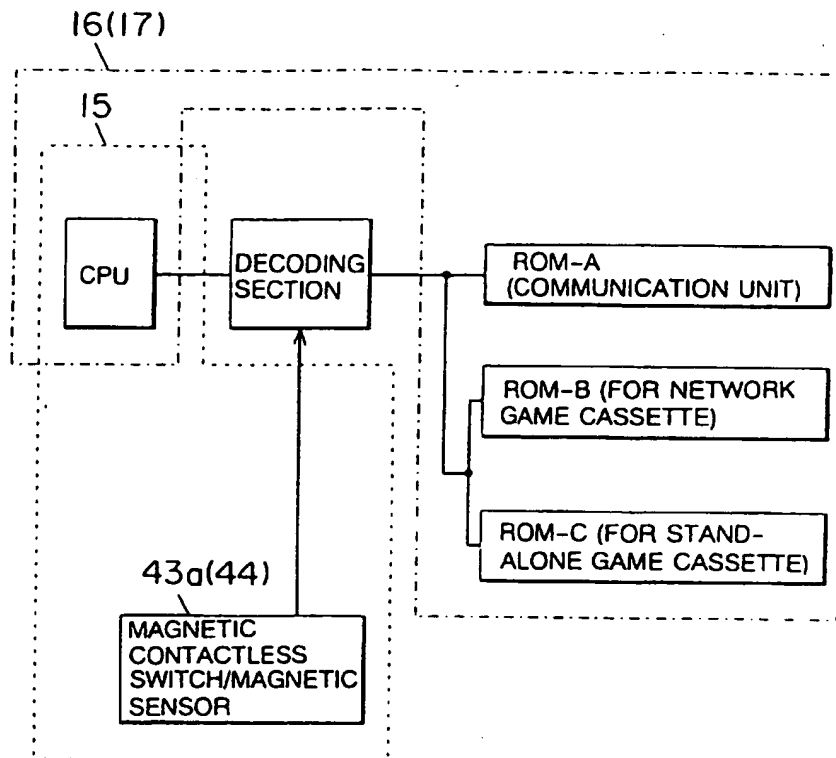 16(17)
15
CPU
DECODING
SECTION
ROM-A
(COMMUNICATION UNIT)
ROM-B (FOR NETWORK
GAME CASSETTE)
ROM-C (FOR STAND-
ALONE GAME CASSETTE)
43a(44)
MAGNETIC
CONTACTLESS
SWITCH/MAGNETIC
SENSOR